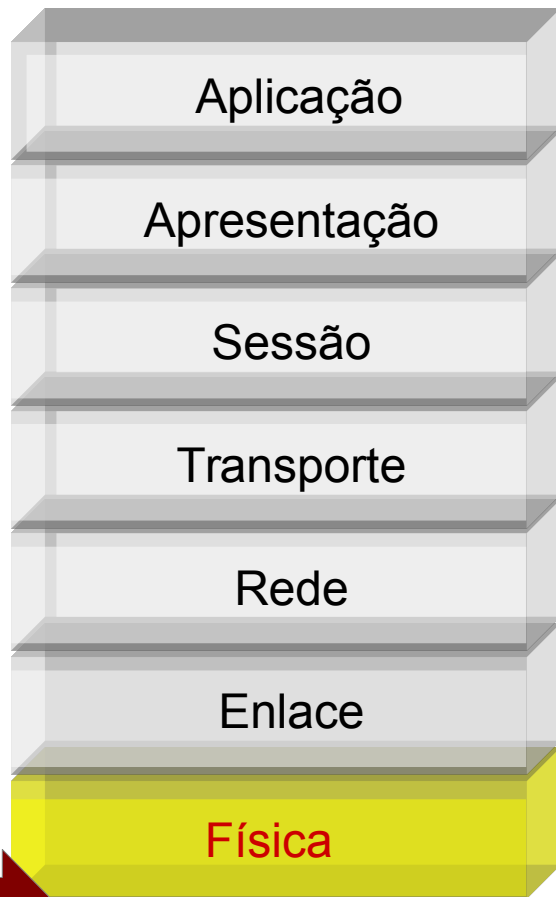 Aplicação
Apresentação
Sessão
Transporte
Rede
Enlace
Física